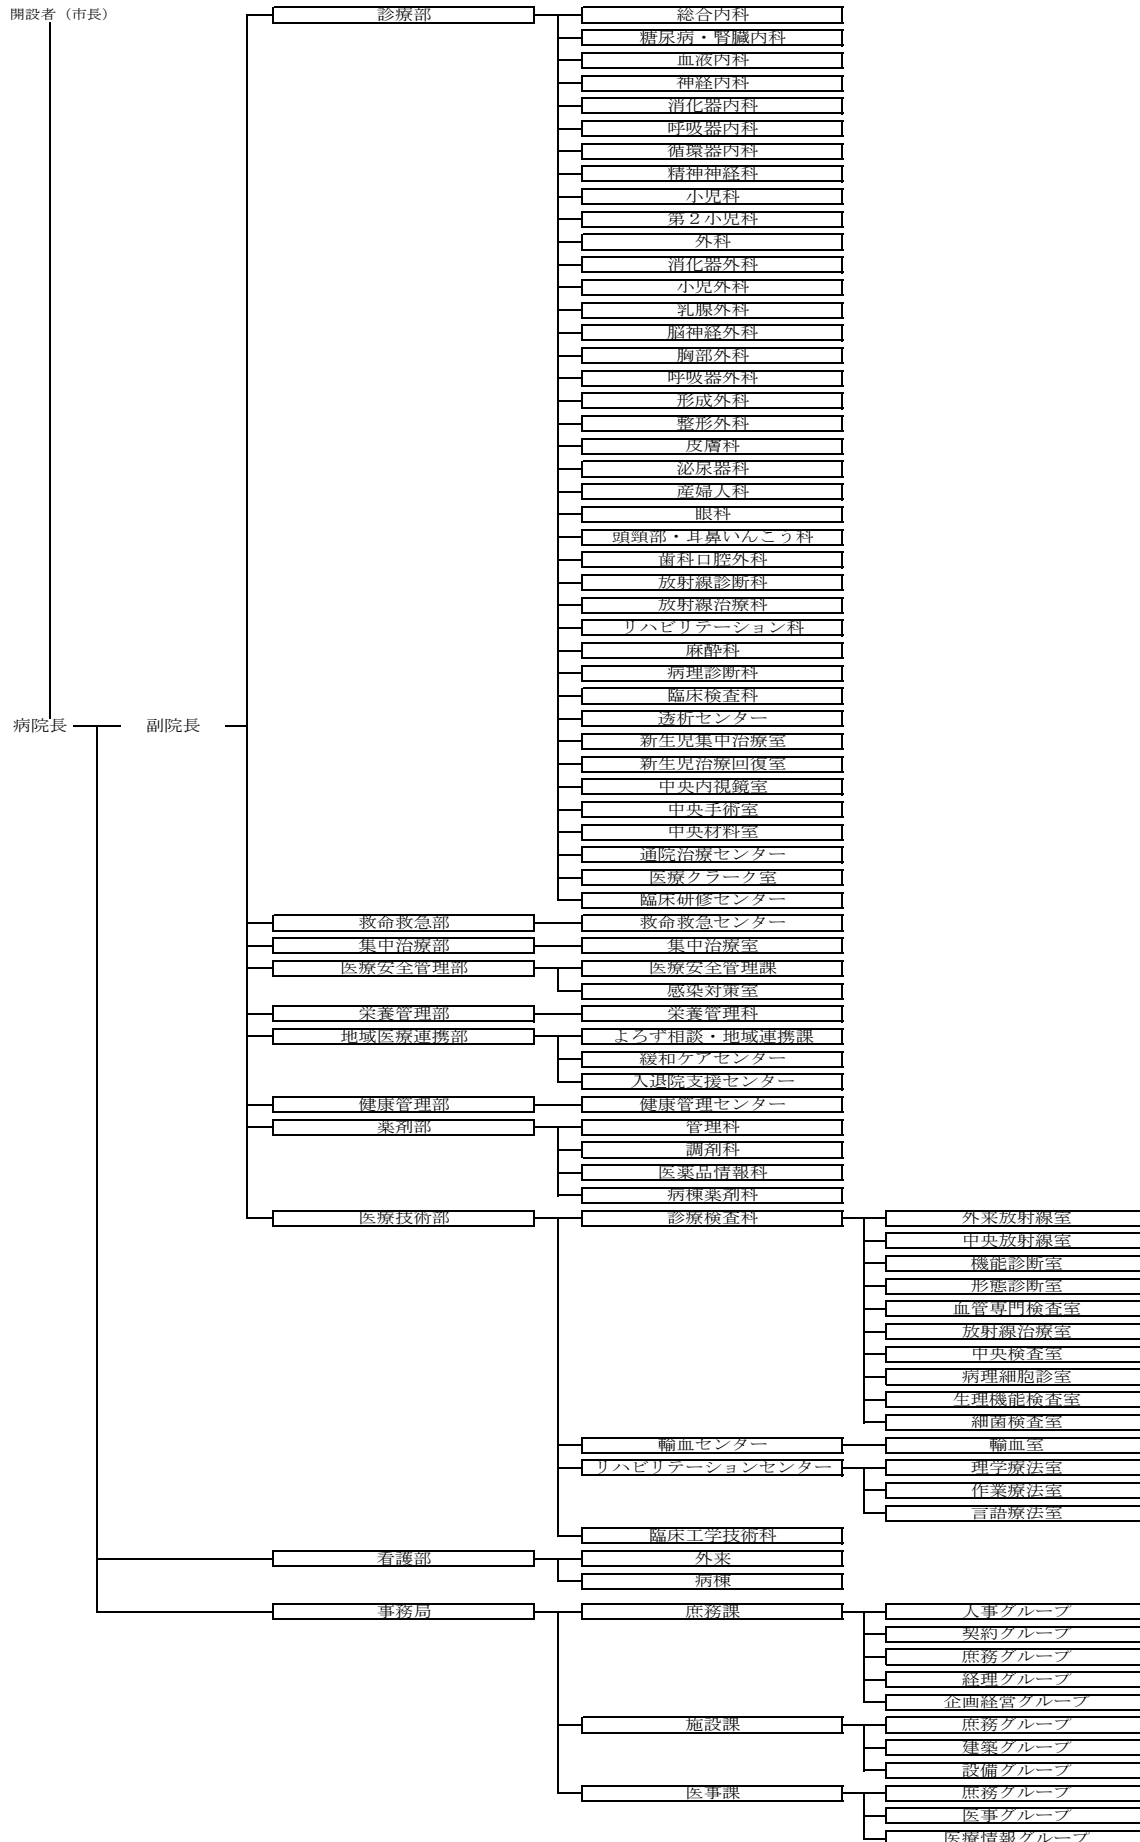 開設者（市長） 診療部 総合内科
糖尿病・腎臓内科
血液内科
神経内科
消化器内科
呼吸器内科
循環器内科
精神神経科
小児科
第２小児科
外科
消化器外科
小児外科
乳腺外科
脳神経外科
胸部外科
呼吸器外科
形成外科
整形外科
皮膚科
泌尿器科
産婦人科
眼科
頭頸部・耳鼻いんこう科
歯科口腔外科
放射線診断科
放射線治療科
リハビリテーション科
麻酔科
病理診断科
臨床検査科
透析センター
病院長 副院長
新生児集中治療室
新生児治療回復室
中央内視鏡室
中央手術室
中央材料室
通院治療センター
医療クラーク室
臨床研修センター
救命救急部 救命救急センター
集中治療部 集中治療室
医療安全管理部 医療安全管理課
感染対策室
栄養管理部 栄養管理科
地域医療連携部 よろず相談・地域連携課
緩和ケアセンター
入退院支援センター
健康管理部 健康管理センター
薬剤部 管理科
調剤科
医薬品情報科
病棟薬剤科
医療技術部 診療検査科 外来放射線室
中央放射線室
機能診断室
形態診断室
血管専門検査室
放射線治療室
中央検査室
病理細胞診室
生理機能検査室
細菌検査室
輸血センター 輸血室
リハビリテーションセンター 理学療法室
作業療法室
言語療法室
臨床工学技術科
看護部 外来
病棟
事務局 庶務課 人事グループ
契約グループ
庶務グループ
経理グループ
企画経営グループ
施設課 庶務グループ
建築グループ
設備グループ
医事課 庶務グループ
医事グループ
医療情報グループ